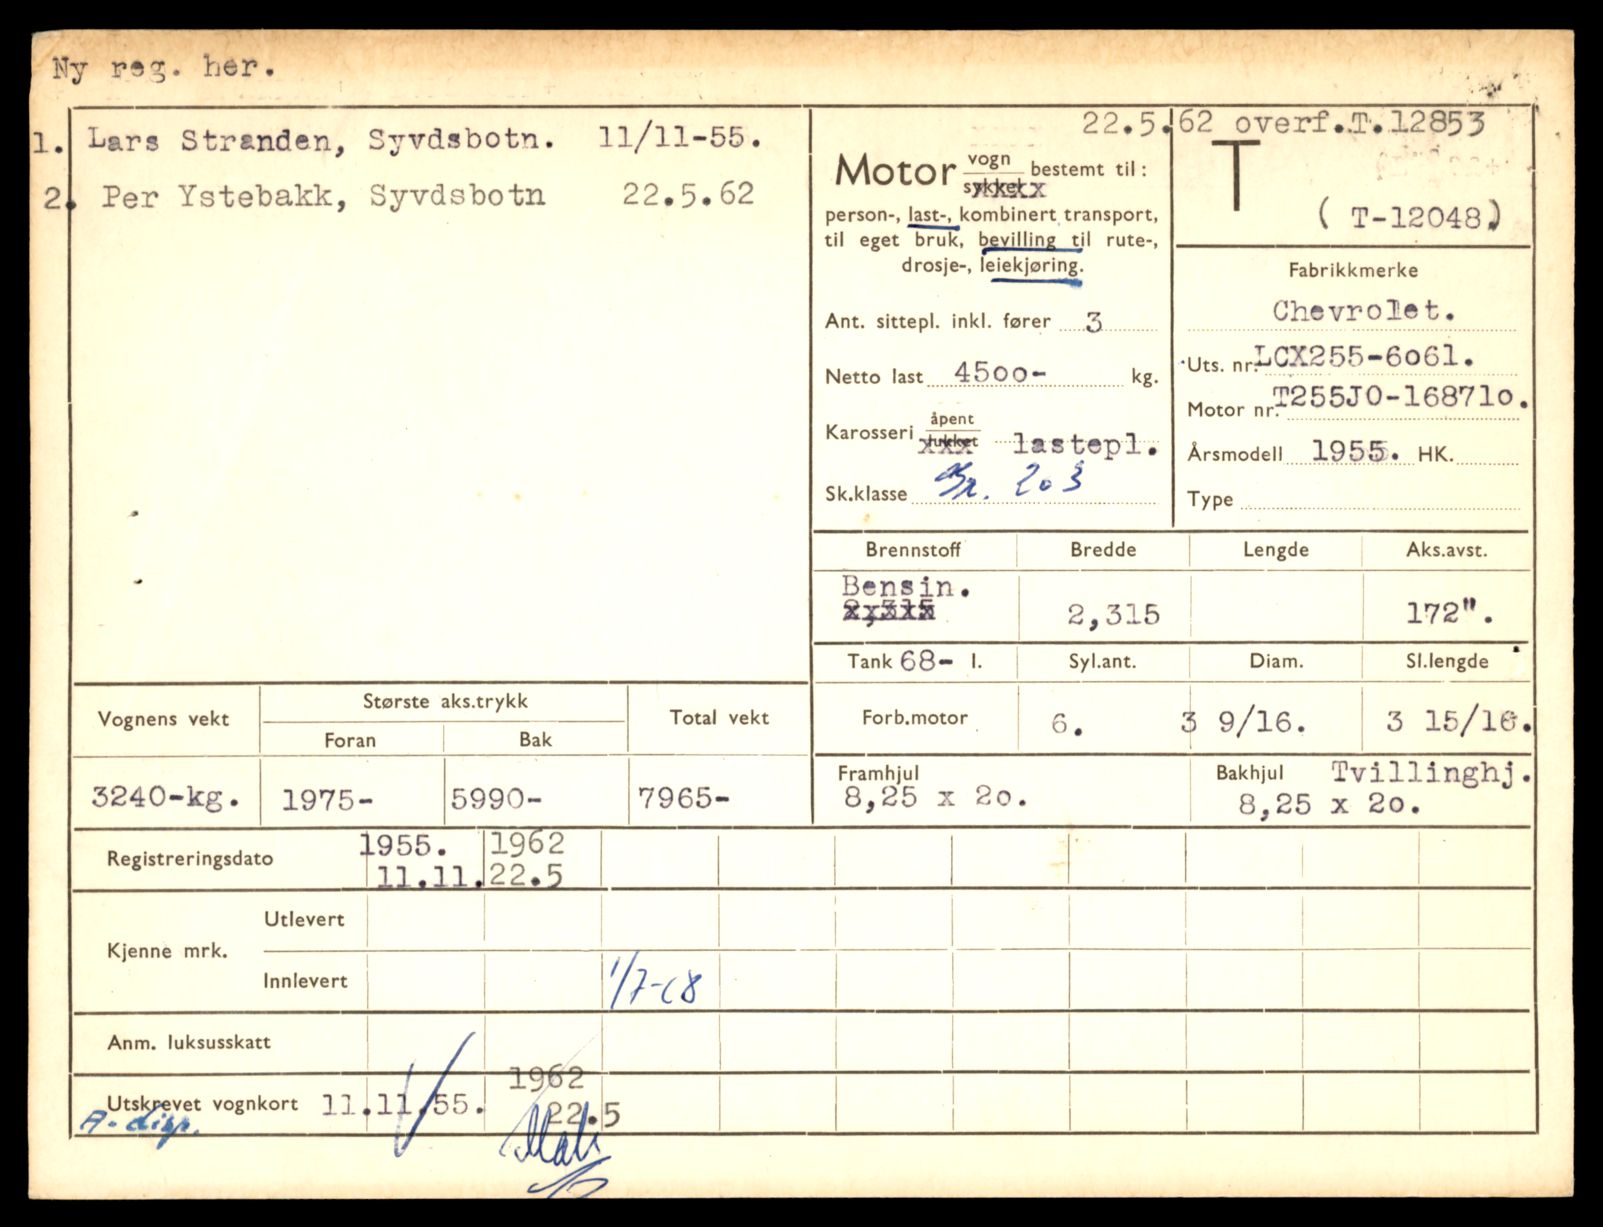 Ny reg. her.
1. Lars Stranden, Syvdsbotn. 11/11-55.
2. Per Ystebakk, Syvdsbotn 22.5.62
22.5.62 overf.T.12853
Motor vogn sykkel bestemt til:
person-, last-, kombinert transport,
til eget bruk, bevilling til rute-,
drosje-, leiekjøring.
Ant. sittepl. inkl. fører 3
Netto last 4500- kg.
Karosseri åpent lukket lastepl.
Sk.klasse Gr. 203
T
( T-12048)
Fabrikkmerke
Chevrolet.
Uts. nr. LCX255-6061.
Motor nr. T255JO-168710.
Årsmodell 1955. HK.
Type
Brennstoff Bredde Lengde Aks.avst.
Bensin.
2,315 2,315 172".
Tank 68- l. Syl.ant. Diam. Sl.lengde
Forb.motor 6. 3 9/16. 3 15/16.
Framhjul Bakhjul Tvillinghj.
8,25 x 20. 8,25 x 20.
Vognens vekt Største aks.trykk Total vekt
Foran Bak
3240-kg. 1975- 5990- 7965-
Registreringsdato 1955. 1962
11.11. 22.5
Kjenne mrk. Utlevert
Innlevert 1/7-68
Anm. luksusskatt
1962
Utskrevet vognkort 11.11.55. 22.5
A. disp.